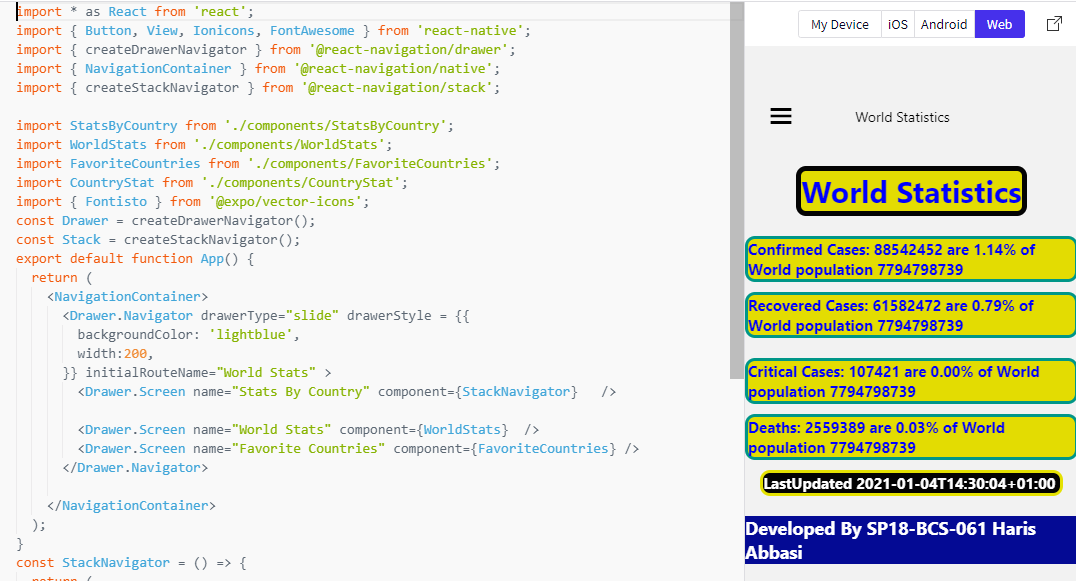 import * as React from 'react';
import { Button, View, Ionicons, FontAwesome } from 'react-native';
import { createDrawerNavigator } from '@react-navigation/drawer';
import { NavigationContainer } from '@react-navigation/native';
import { createStackNavigator } from '@react-navigation/stack';
import StatsByCountry from './components/StatsByCountry';
import WorldStats from './components/WorldStats';
import FavoriteCountries from './components/FavoriteCountries';
import CountryStat from './components/CountryStat';
import { Fontisto } from '@expo/vector-icons';
const Drawer = createDrawerNavigator();
const Stack = createStackNavigator();
export default function App() {
return (
<NavigationContainer>
<Drawer.Navigator drawerType="slide" drawerStyle = {{
backgroundColor: 'lightblue',
width:200,
}} initialRouteName="World Stats" >
<Drawer.Screen name="Stats By Country" component={StackNavigator} />
<Drawer.Screen name="World Stats" component={WorldStats} />
<Drawer.Screen name="Favorite Countries" component={FavoriteCountries} />
</Drawer.Navigator>
</NavigationContainer>
);
}
const StackNavigator = () => {
return (
My Device iOS Android Web
World Statistics
World Statistics
Confirmed Cases: 88542452 are 1.14% of
World population 7794798739
Recovered Cases: 61582472 are 0.79% of
World population 7794798739
Critical Cases: 107421 are 0.00% of World
population 7794798739
Deaths: 2559389 are 0.03% of World
population 7794798739
LastUpdated 2021-01-04T14:30:04+01:00
Developed By SP18-BCS-061 Haris
Abbasi